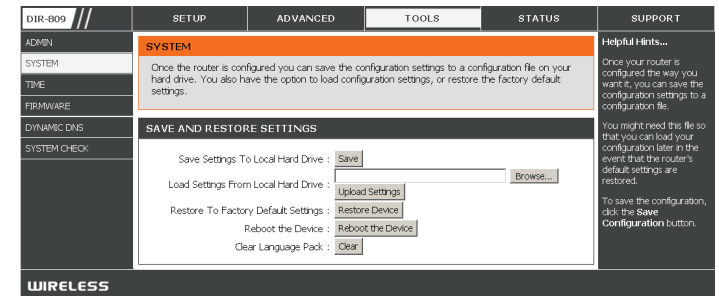 DIR-809 // SETUP ADVANCED TOOLS STATUS SUPPORT
ADMIN
SYSTEM
TIME
FIRMWARE
DYNAMIC DNS
SYSTEM CHECK
SYSTEM
Once the router is configured you can save the configuration settings to a configuration file on your
hard drive. You also have the option to load configuration settings, or restore the factory default
settings.
SAVE AND RESTORE SETTINGS
Save Settings To Local Hard Drive : Save
Load Settings From Local Hard Drive : Browse...
Upload Settings
Restore To Factory Default Settings : Restore Device
Reboot the Device : Reboot the Device
Clear Language Pack : Clear
Helpful Hints...
Once your router is
configured the way you
want it, you can save the
configuration settings to a
configuration file.
You might need this file so
that you can load your
configuration later in the
event that the router's
default settings are
restored.
To save the configuration,
click the Save
Configuration button.
WIRELESS